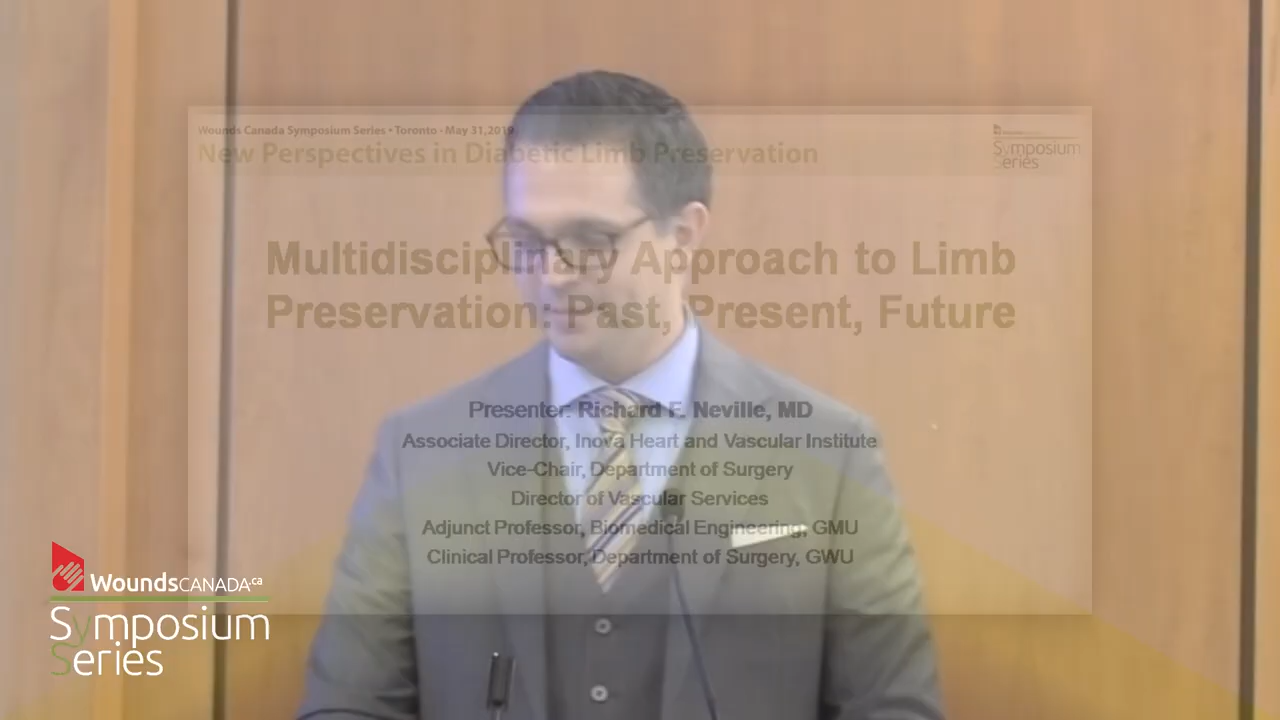 Wounds Canada Symposium Series • Toronto - May 31, 2019
New Perspectives in Diabetic Limb Preservation
Symposium
Series
Multidisciplinary Approach to Limb
Preservation: Past, Present, Future
Presenter: Richard F. Neville, MD
Associate Director, Inova Heart and Vascular Institute
Vice-Chair, Department of Surgery
Director of Vascular Services
Adjunct Professor, Biomedical Engineering, GMU
Clinical Professor, Department of Surgery, GWU
WoundsCANADA.ca
Symposium
Series